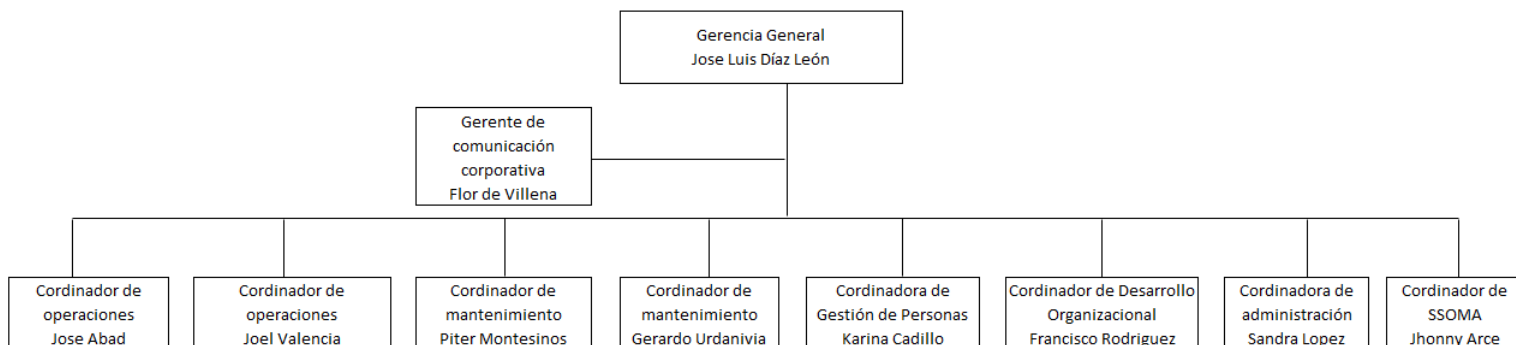 Gerencia General
Jose Luis Díaz León
Gerente de
comunicación
corporativa
Flor de Villena
Cordinador de
operaciones
Jose Abad
Cordinador de
operaciones
Joel Valencia
Cordinador de
mantenimiento
Piter Montesinos
Cordinador de
mantenimiento
Gerardo Urdanivia
Cordinadora de
Gestión de Personas
Karina Cadillo
Cordinador de Desarrollo
Organizacional
Francisco Rodriguez
Cordinadora de
administración
Sandra Lopez
Cordinador de
SSOMA
Jhonny Arce